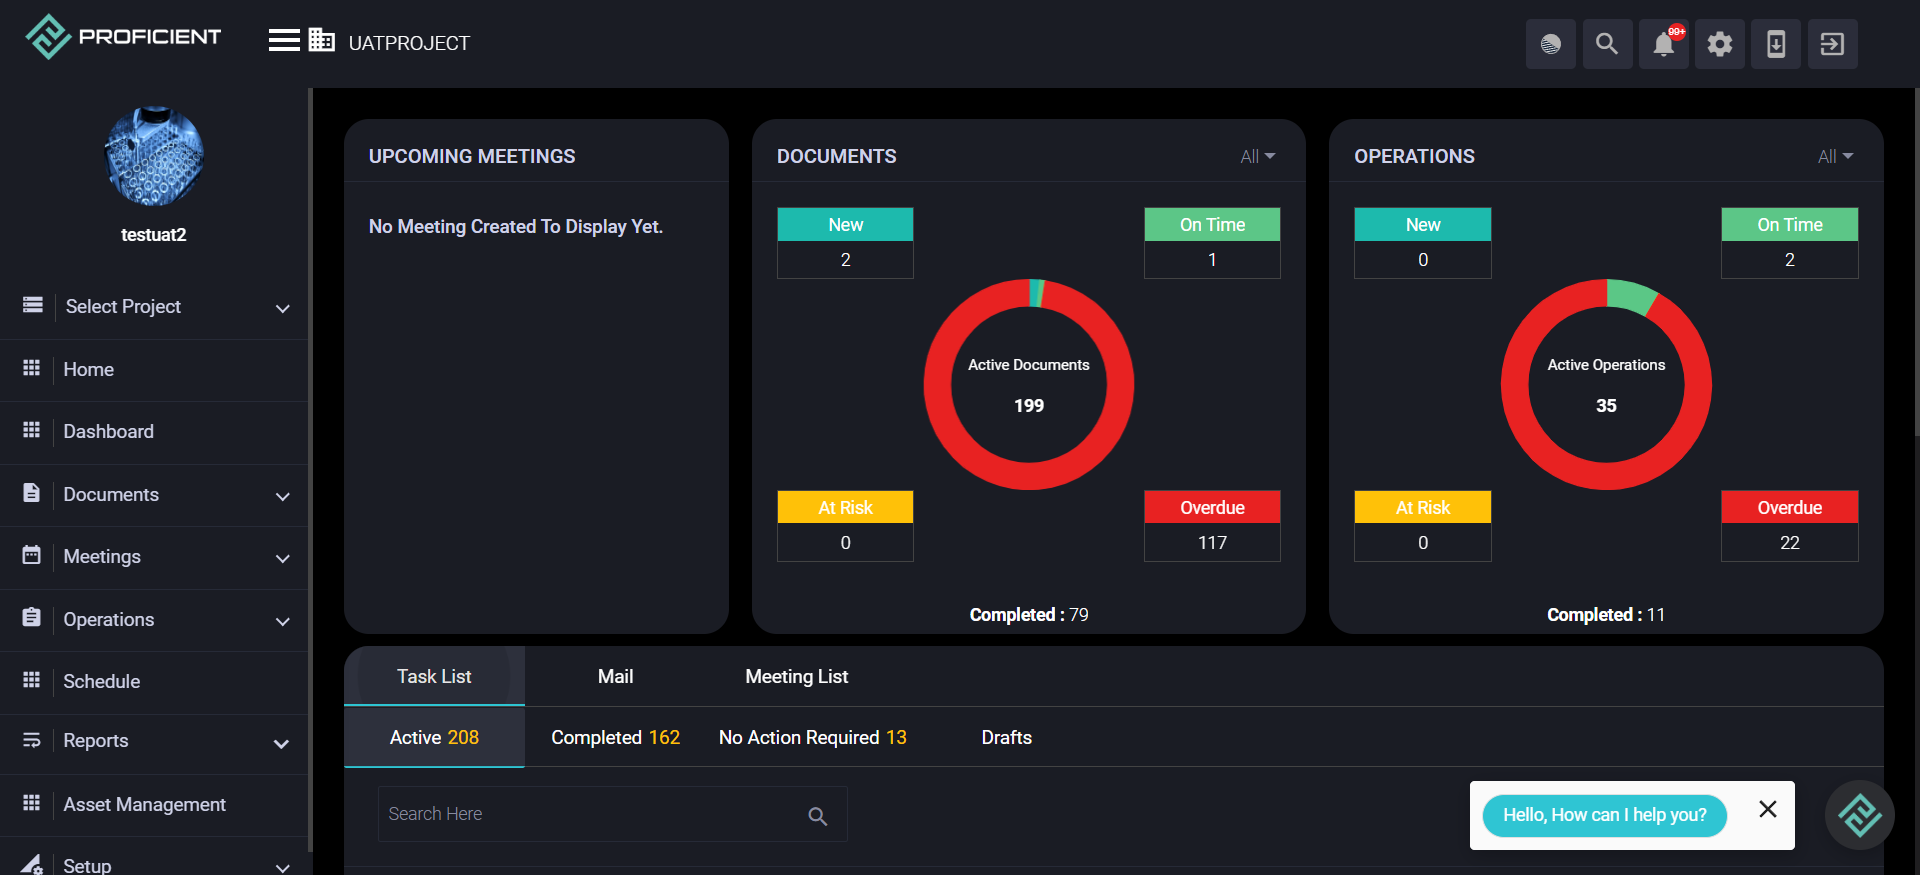 PROFICIENT
UATPROJECT
99+
testuat2
Select Project
Home
Dashboard
Documents
Meetings
Operations
Schedule
Reports
Asset Management
Setup
UPCOMING MEETINGS
No Meeting Created To Display Yet.
DOCUMENTS
All
New
2
On Time
1
Active Documents
199
At Risk
0
Overdue
117
Completed : 79
OPERATIONS
All
New
0
On Time
2
Active Operations
35
At Risk
0
Overdue
22
Completed : 11
Task List
Mail
Meeting List
Active 208
Completed 162
No Action Required 13
Drafts
Search Here
Hello, How can I help you?